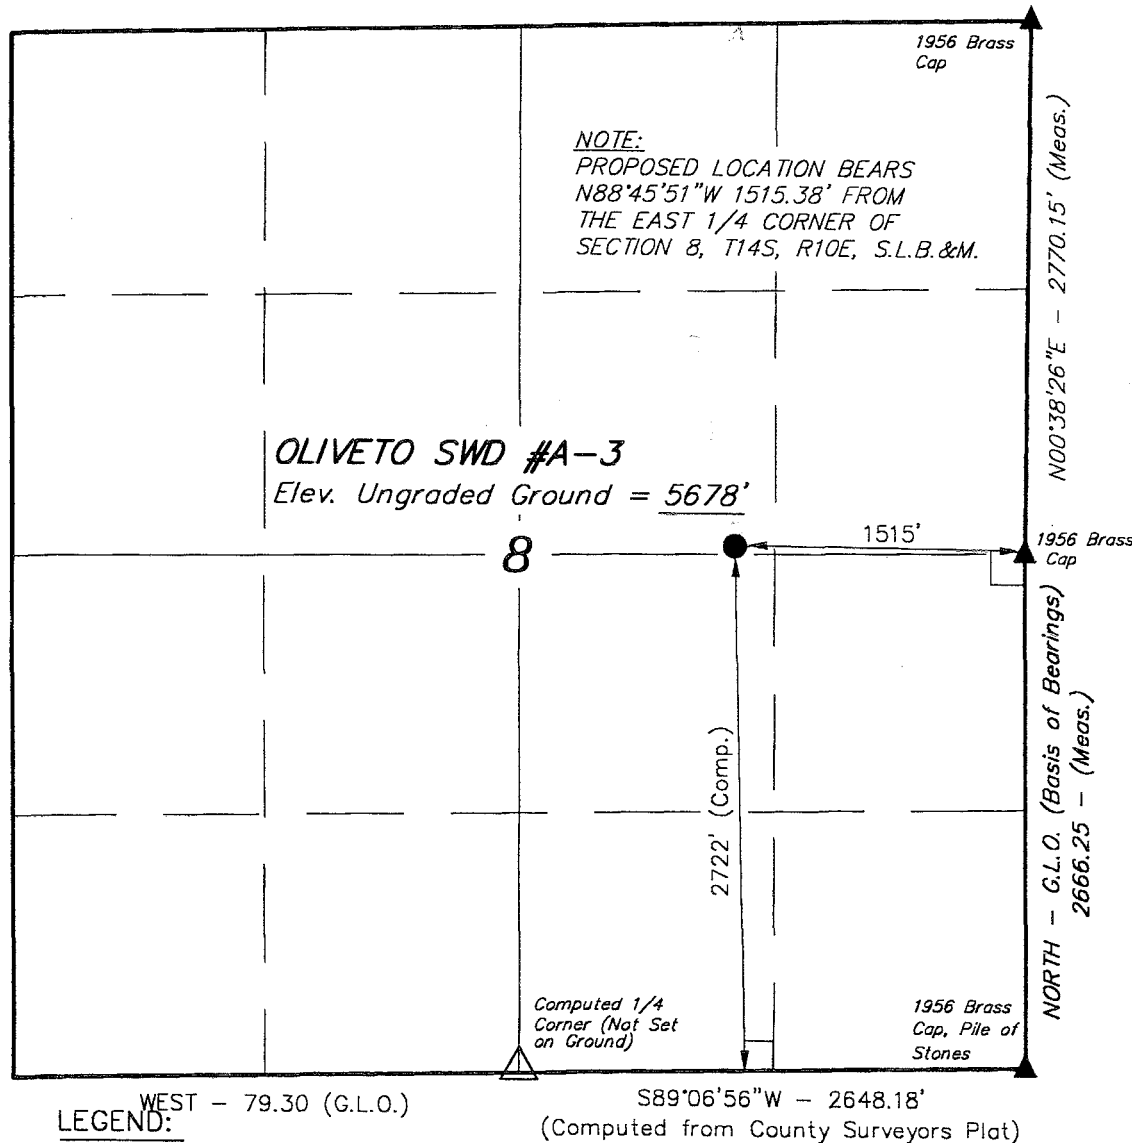 1956 Brass
Cap
NOTE:
PROPOSED LOCATION BEARS
N88°45'51"W 1515.38' FROM
THE EAST 1/4 CORNER OF
SECTION 8, T14S, R10E, S.L.B.&M.
N00°38'26"E - 2770.15' (Meas.)
OLIVETO SWD #A-3
Elev. Ungraded Ground = 5678'
8
1515'
1956 Brass
Cap
2722' (Comp.)
NORTH - G.L.O. (Basis of Bearings)
2666.25 - (Meas.)
Computed 1/4
Corner (Not Set
on Ground)
1956 Brass
Cap, Pile of
Stones
WEST - 79.30 (G.L.O.)
S89°06'56"W - 2648.18'
(Computed from County Surveyors Plat)
LEGEND: